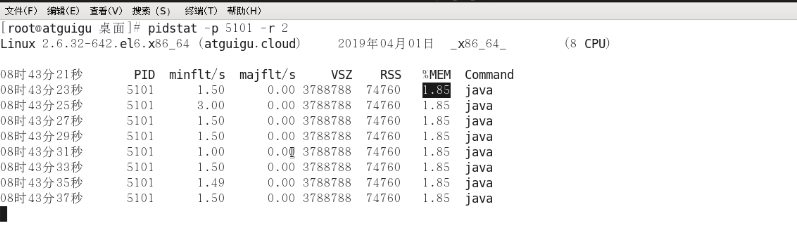 文件(F) 编辑(E) 查看(V) 搜索 (S) 终端(T) 帮助(H)
[root@atguigu 桌面]# pidstat -p 5101 -r 2
Linux 2.6.32-642.el6.x86_64 (atguigu.cloud) 2019年04月01日 _x86_64_ (8 CPU)
08时43分21秒 PID minflt/s majflt/s VSZ RSS %MEM Command
08时43分23秒 5101 1.50 0.00 3788788 74760 1.85 java
08时43分25秒 5101 3.00 0.00 3788788 74760 1.85 java
08时43分27秒 5101 1.50 0.00 3788788 74760 1.85 java
08时43分29秒 5101 1.50 0.00 3788788 74760 1.85 java
08时43分31秒 5101 1.00 0.00 3788788 74760 1.85 java
08时43分33秒 5101 1.50 0.00 3788788 74760 1.85 java
08时43分35秒 5101 1.49 0.00 3788788 74760 1.85 java
08时43分37秒 5101 1.50 0.00 3788788 74760 1.85 java